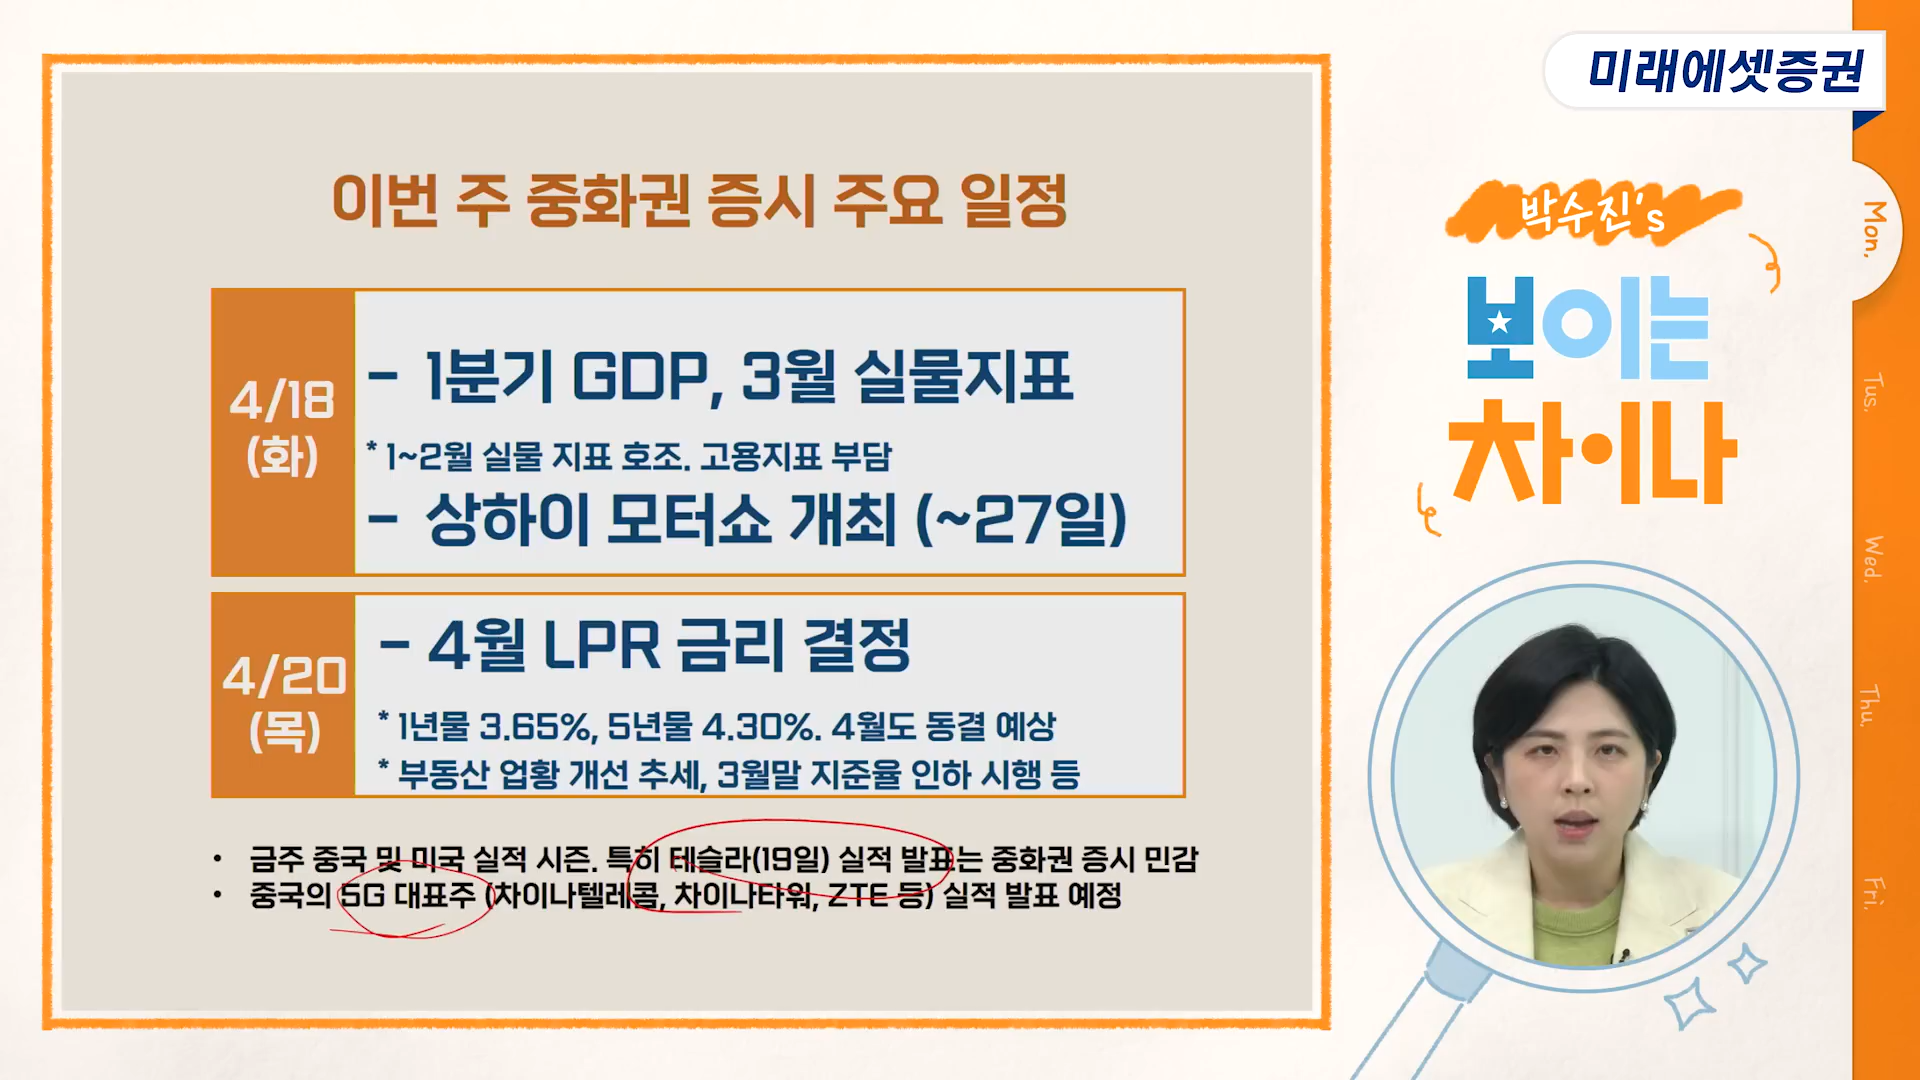 이번 주 중화권 증시 주요 일정
4/18
(화)
- 1분기 GDP, 3월 실물지표
* 1~2월 실물 지표 호조. 고용지표 부담
- 상하이 모터쇼 개최 (~27일)
4/20
(목)
- 4월 LPR 금리 결정
* 1년물 3.65%, 5년물 4.30%. 4월도 동결 예상
* 부동산 업황 개선 추세, 3월말 지준율 인하 시행 등
• 금주 중국 및 미국 실적 시즌. 특히 테슬라(19일) 실적 발표는 중화권 증시 민감
• 중국의 5G 대표주 (차이나텔레콤, 차이나타워, ZTE 등) 실적 발표 예정
미래에셋증권
박수진's
보이는
차이나
Mon.
Tus.
Wed.
Thu.
Fri.